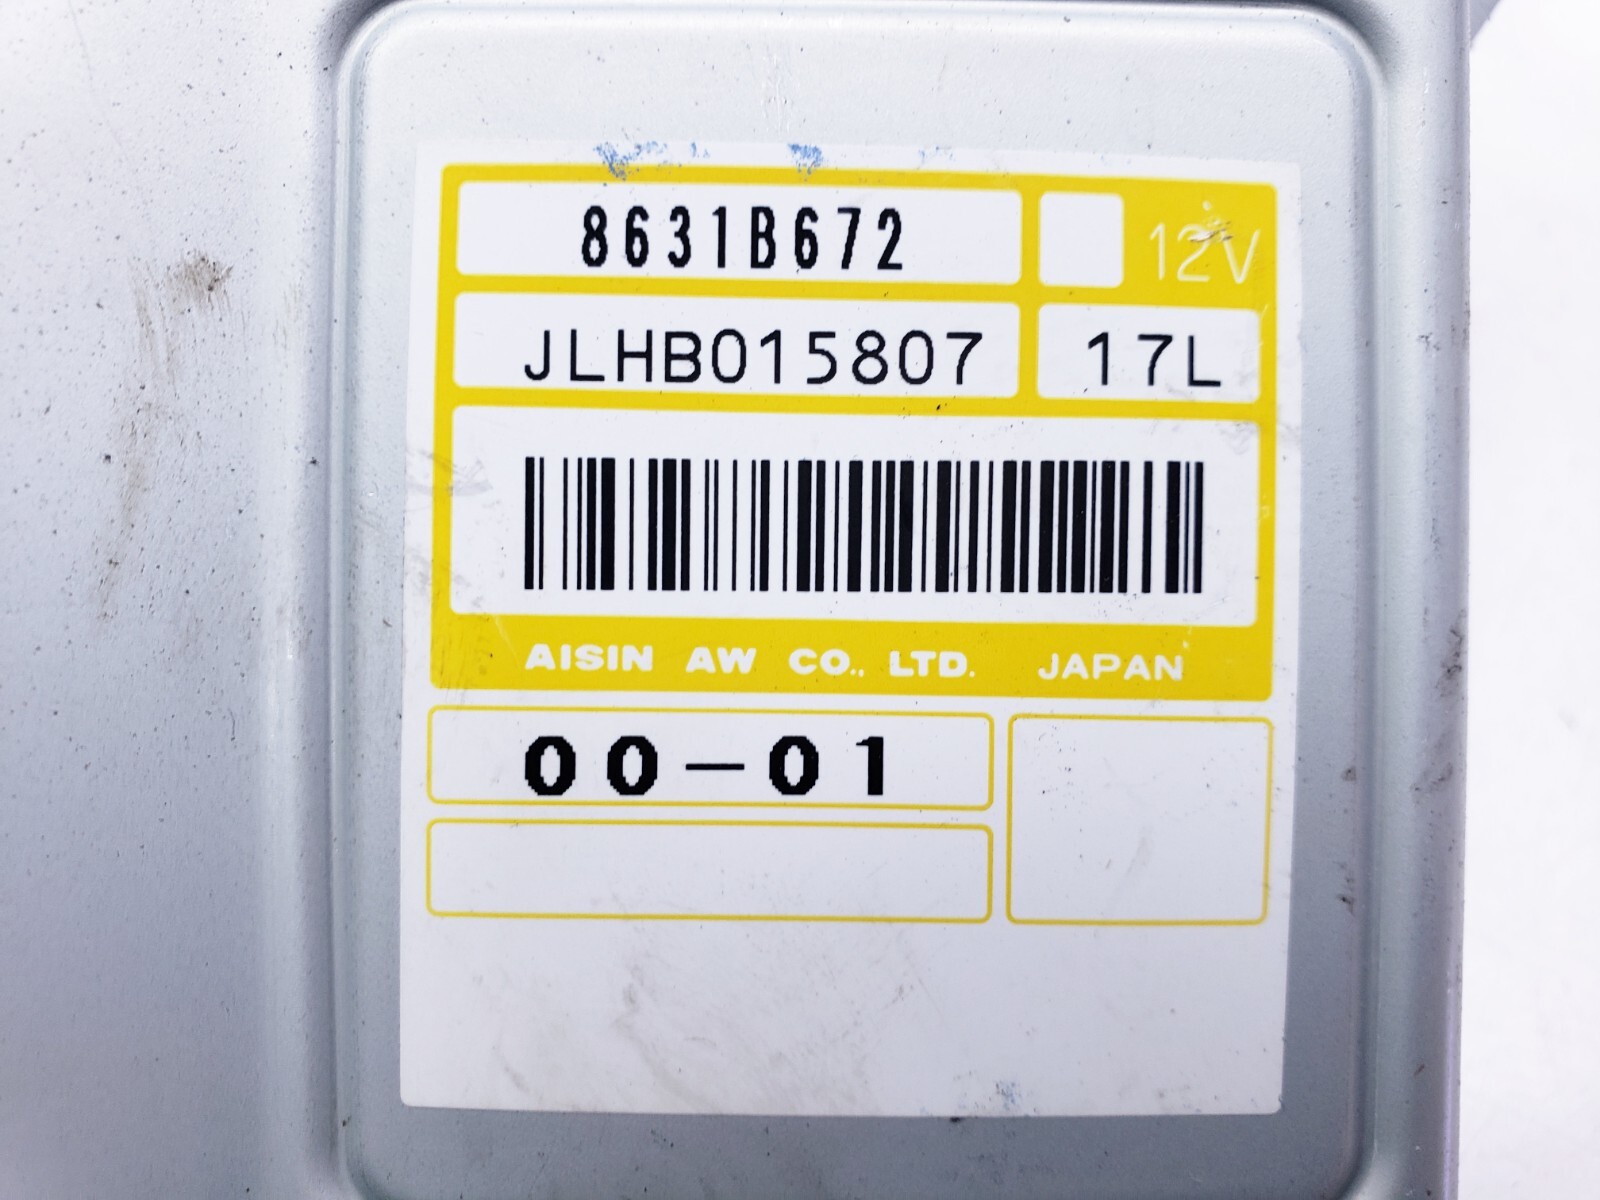 8631B672 12V
JLHB015807 17L
AISIN AW CO., LTD. JAPAN
00-01